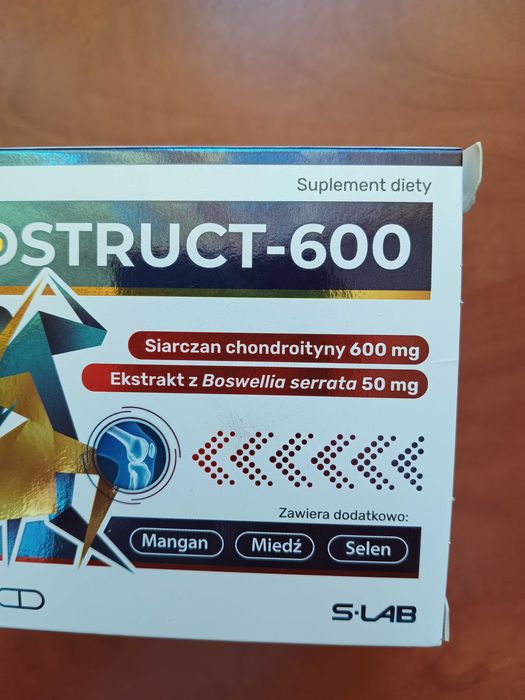 Suplement diety
OSTRUCT-600
Siarczan chondroityny 600 mg
Ekstrakt z Boswellia serrata 50 mg
Zawiera dodatkowo:
Mangan Miedź Selen
S-LAB